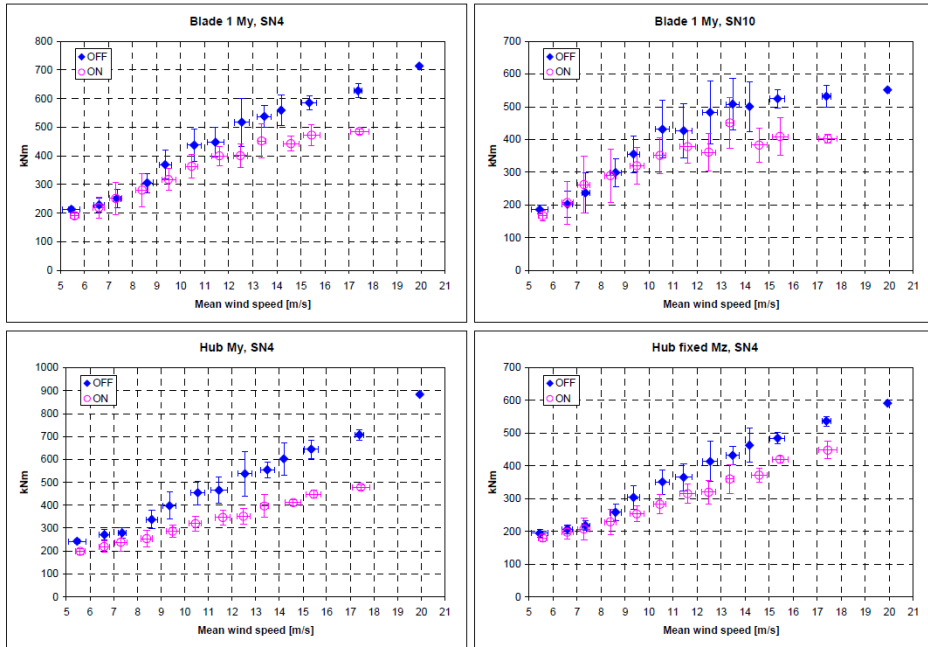 Blade 1 My, SN4
800
700
600
500
400
300
200
100
0
kNm
OFF
ON
5 6 7 8 9 10 11 12 13 14 15 16 17 18 19 20 21
Mean wind speed [m/s]
Blade 1 My, SN10
700
600
500
400
300
200
100
0
kNm
OFF
ON
5 6 7 8 9 10 11 12 13 14 15 16 17 18 19 20 21
Mean wind speed [m/s]
Hub My, SN4
1000
900
800
700
600
500
400
300
200
100
0
kNm
OFF
ON
5 6 7 8 9 10 11 12 13 14 15 16 17 18 19 20 21
Mean wind speed [m/s]
Hub fixed Mz, SN4
700
600
500
400
300
200
100
0
kNm
OFF
ON
5 6 7 8 9 10 11 12 13 14 15 16 17 18 19 20 21
Mean wind speed [m/s]